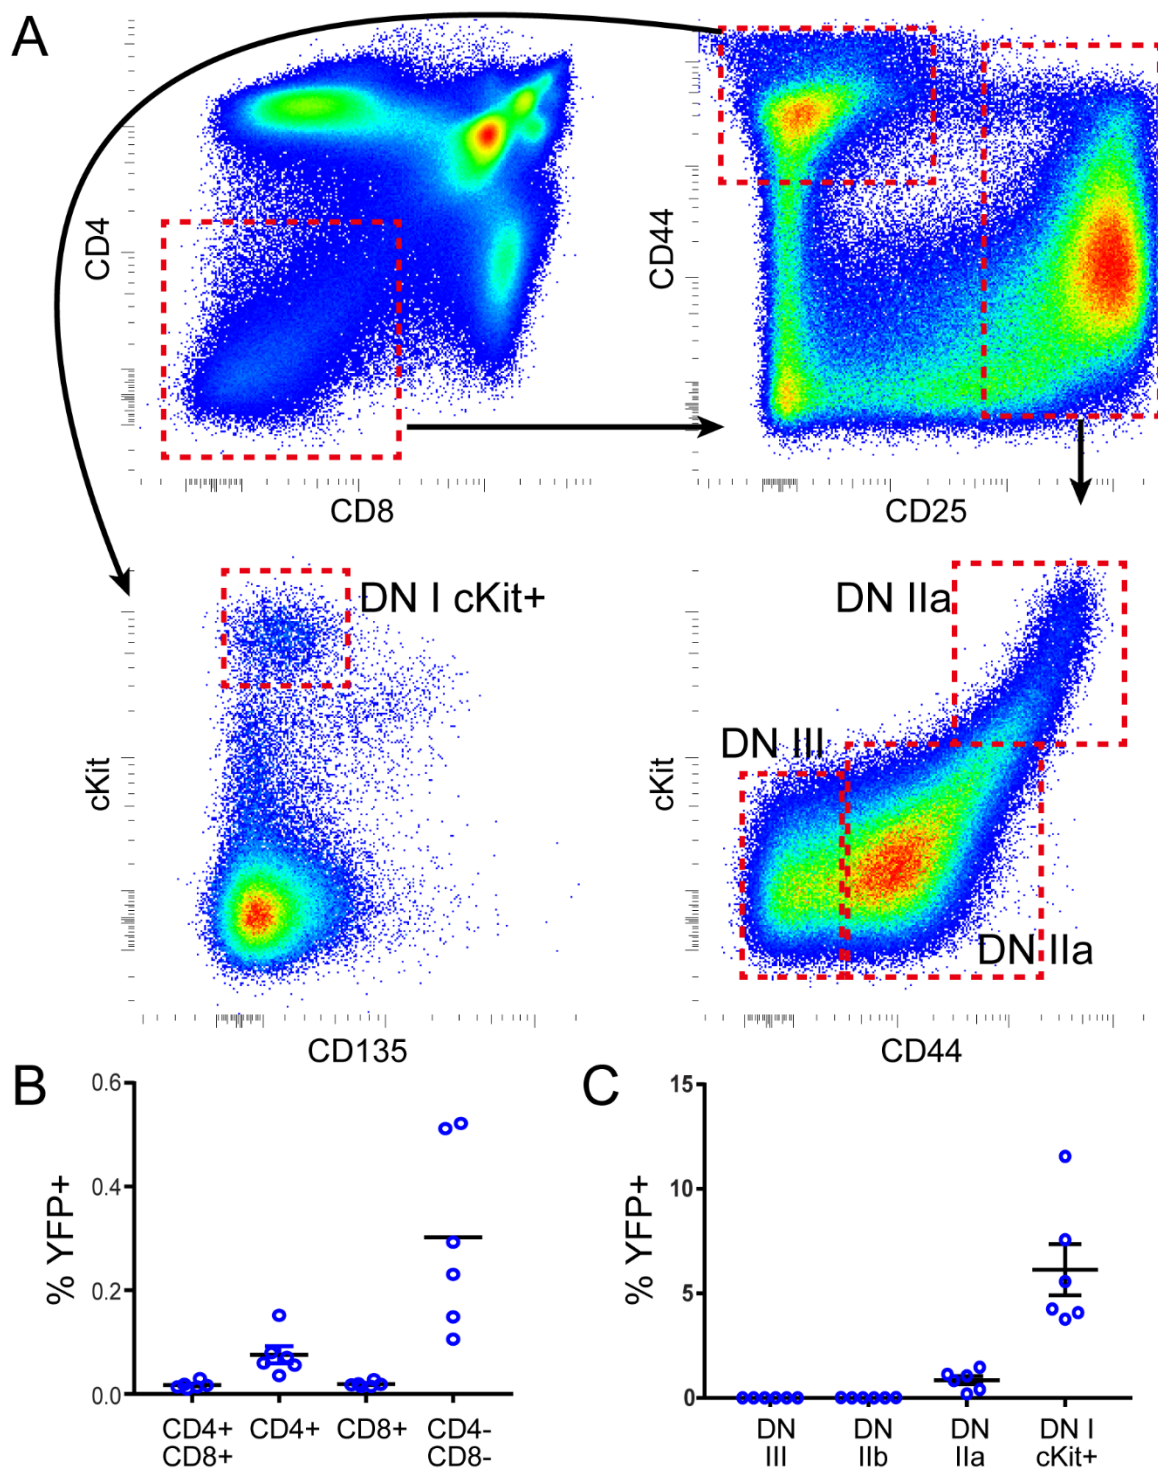 A
CD4
CD8
CD44
CD25
DN I cKit+
cKit
CD135
DN IIa
DN III
cKit
DN IIa
CD44
B
% YFP+
0.6
0.4
0.2
0.0
CD4+
CD8+
CD4+
CD8+
CD4-
CD8-
C
% YFP+
15
10
5
0
DN
III
DN
IIb
DN
IIa
DN I
cKit+